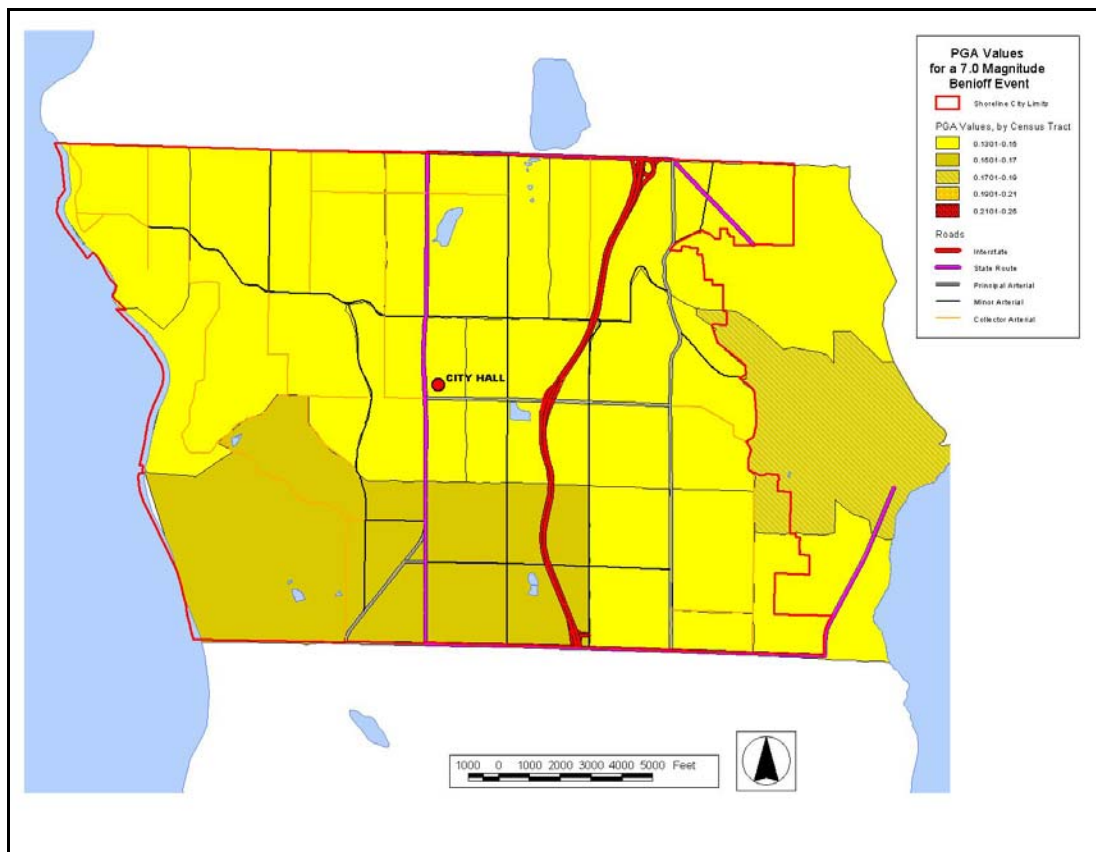 PGA Values
for a 7.0 Magnitude
Benioff Event
Shoreline City Limits
PGA Values, by Census Tract
0.1301-0.15
0.1501-0.17
0.1701-0.19
0.1901-0.21
0.2101-0.25
Roads
Interstate
State Route
Principal Arterial
Minor Arterial
Collector Arterial
CITY HALL
1000 0 1000 2000 3000 4000 5000 Feet